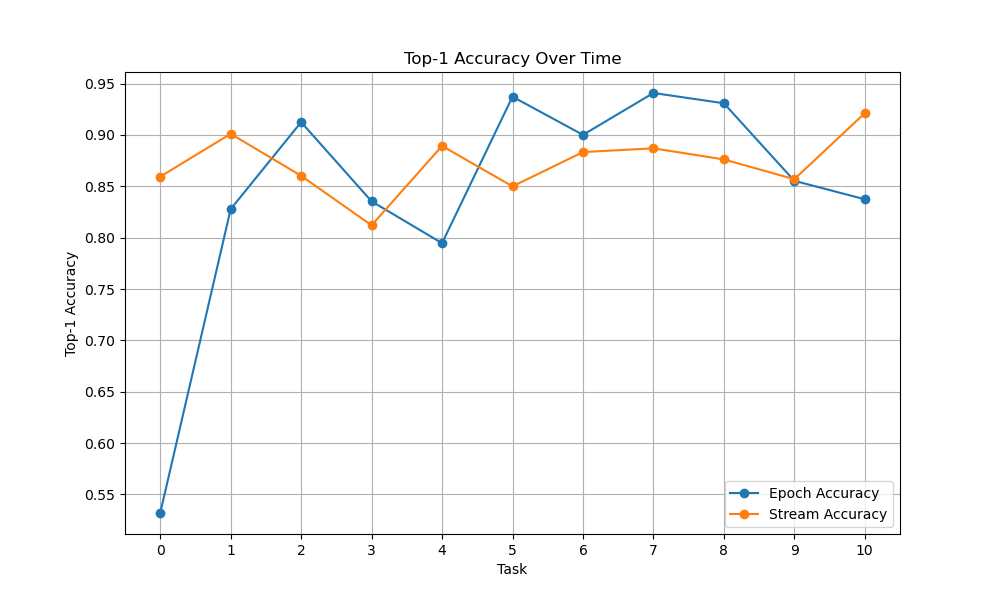 Top-1 Accuracy Over Time
Top-1 Accuracy
0.95
0.90
0.85
0.80
0.75
0.70
0.65
0.60
0.55
Epoch Accuracy
Stream Accuracy
0 1 2 3 4 5 6 7 8 9 10
Task